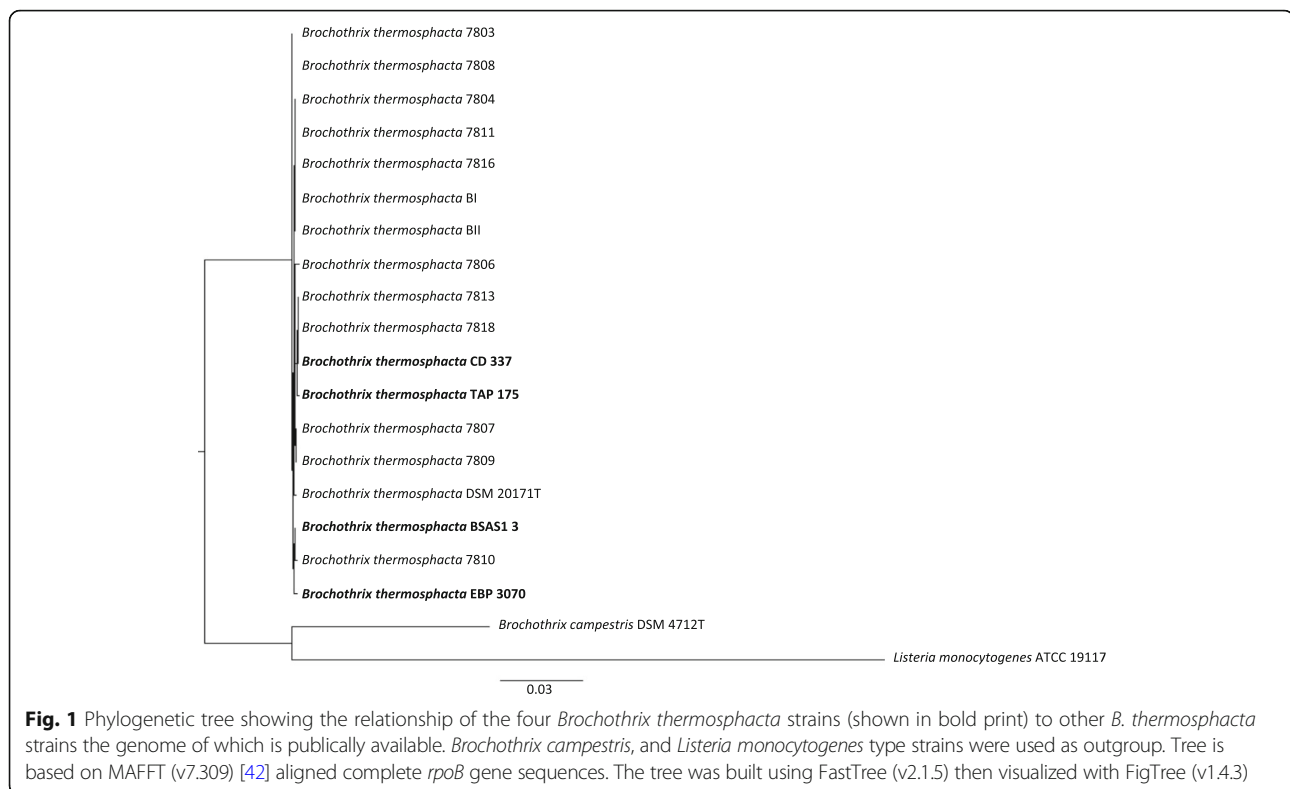 Brochothrix thermosphacta 7803
Brochothrix thermosphacta 7808
Brochothrix thermosphacta 7804
Brochothrix thermosphacta 7811
Brochothrix thermosphacta 7816
Brochothrix thermosphacta BI
Brochothrix thermosphacta BII
Brochothrix thermosphacta 7806
Brochothrix thermosphacta 7813
Brochothrix thermosphacta 7818
Brochothrix thermosphacta CD 337
Brochothrix thermosphacta TAP 175
Brochothrix thermosphacta 7807
Brochothrix thermosphacta 7809
Brochothrix thermosphacta DSM 20171T
Brochothrix thermosphacta BSAS1 3
Brochothrix thermosphacta 7810
Brochothrix thermosphacta EBP 3070
Brochothrix campestris DSM 4712T
Listeria monocytogenes ATCC 19117
0.03
Fig. 1 Phylogenetic tree showing the relationship of the four Brochothrix thermosphacta strains (shown in bold print) to other B. thermosphacta
strains the genome of which is publically available. Brochothrix campestris, and Listeria monocytogenes type strains were used as outgroup. Tree is
based on MAFFT (v7.309) [42] aligned complete rpoB gene sequences. The tree was built using FastTree (v2.1.5) then visualized with FigTree (v1.4.3)